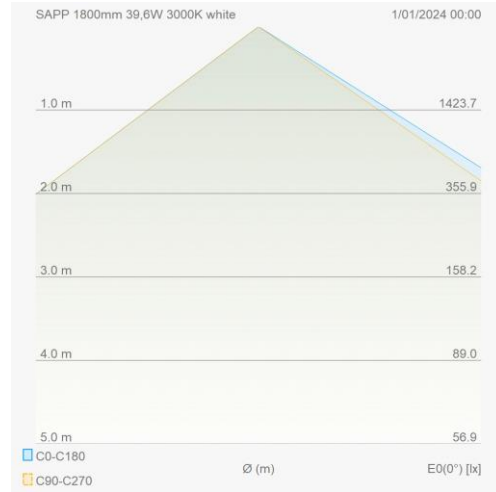 SAPP 1800mm 39,6W 3000K white 1/01/2024 00:00
1.0 m 1423.7
2.0 m 355.9
3.0 m 158.2
4.0 m 89.0
5.0 m 56.9
C0-C180
Ø (m) E0(0°) [lx]
C90-C270